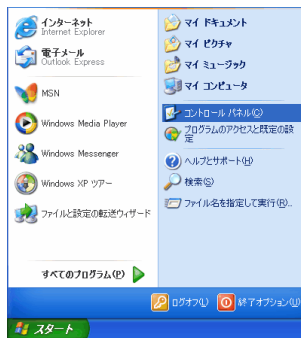 インターネット
Internet Explorer
電子メール
Outlook Express
MSN
Windows Media Player
Windows Messenger
Windows XP ツアー
ファイルと設定の転送ウィザード
すべてのプログラム(P)
マイ ドキュメント
マイ ピクチャ
マイ ミュージック
マイ コンピュータ
コントロール パネル(C)
プログラムのアクセスと既定の設
定
ヘルプとサポート(H)
検索(S)
ファイル名を指定して実行(R)...
ログオフ(L)
終了オプション(U)
スタート